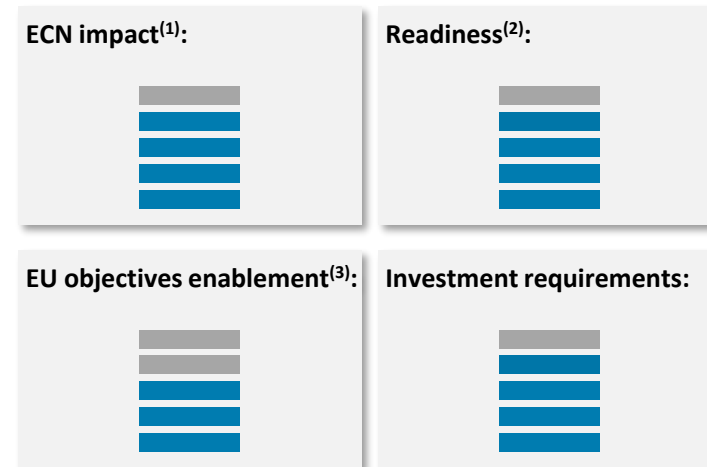 ECN impact(1):
Readiness(2):
EU objectives enablement(3):
Investment requirements: